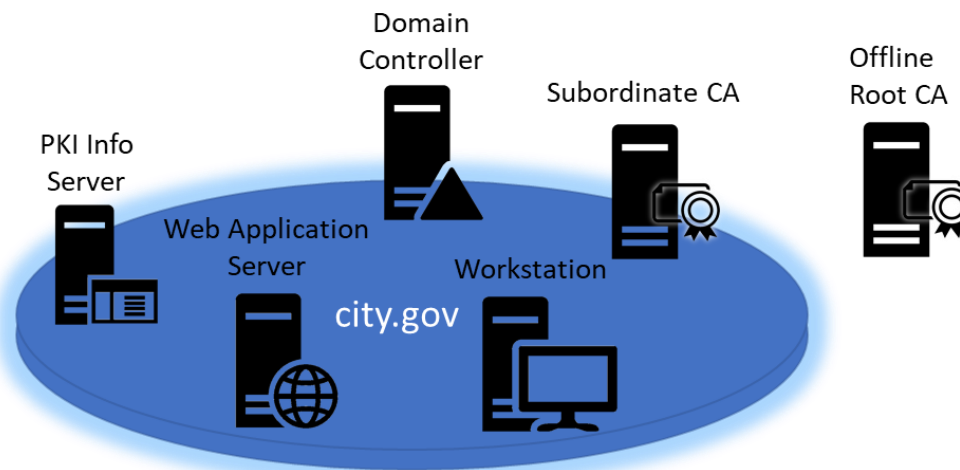 Domain
Controller
Offline
Root CA
Subordinate CA
PKI Info
Server
Web Application
Server
Workstation
city.gov